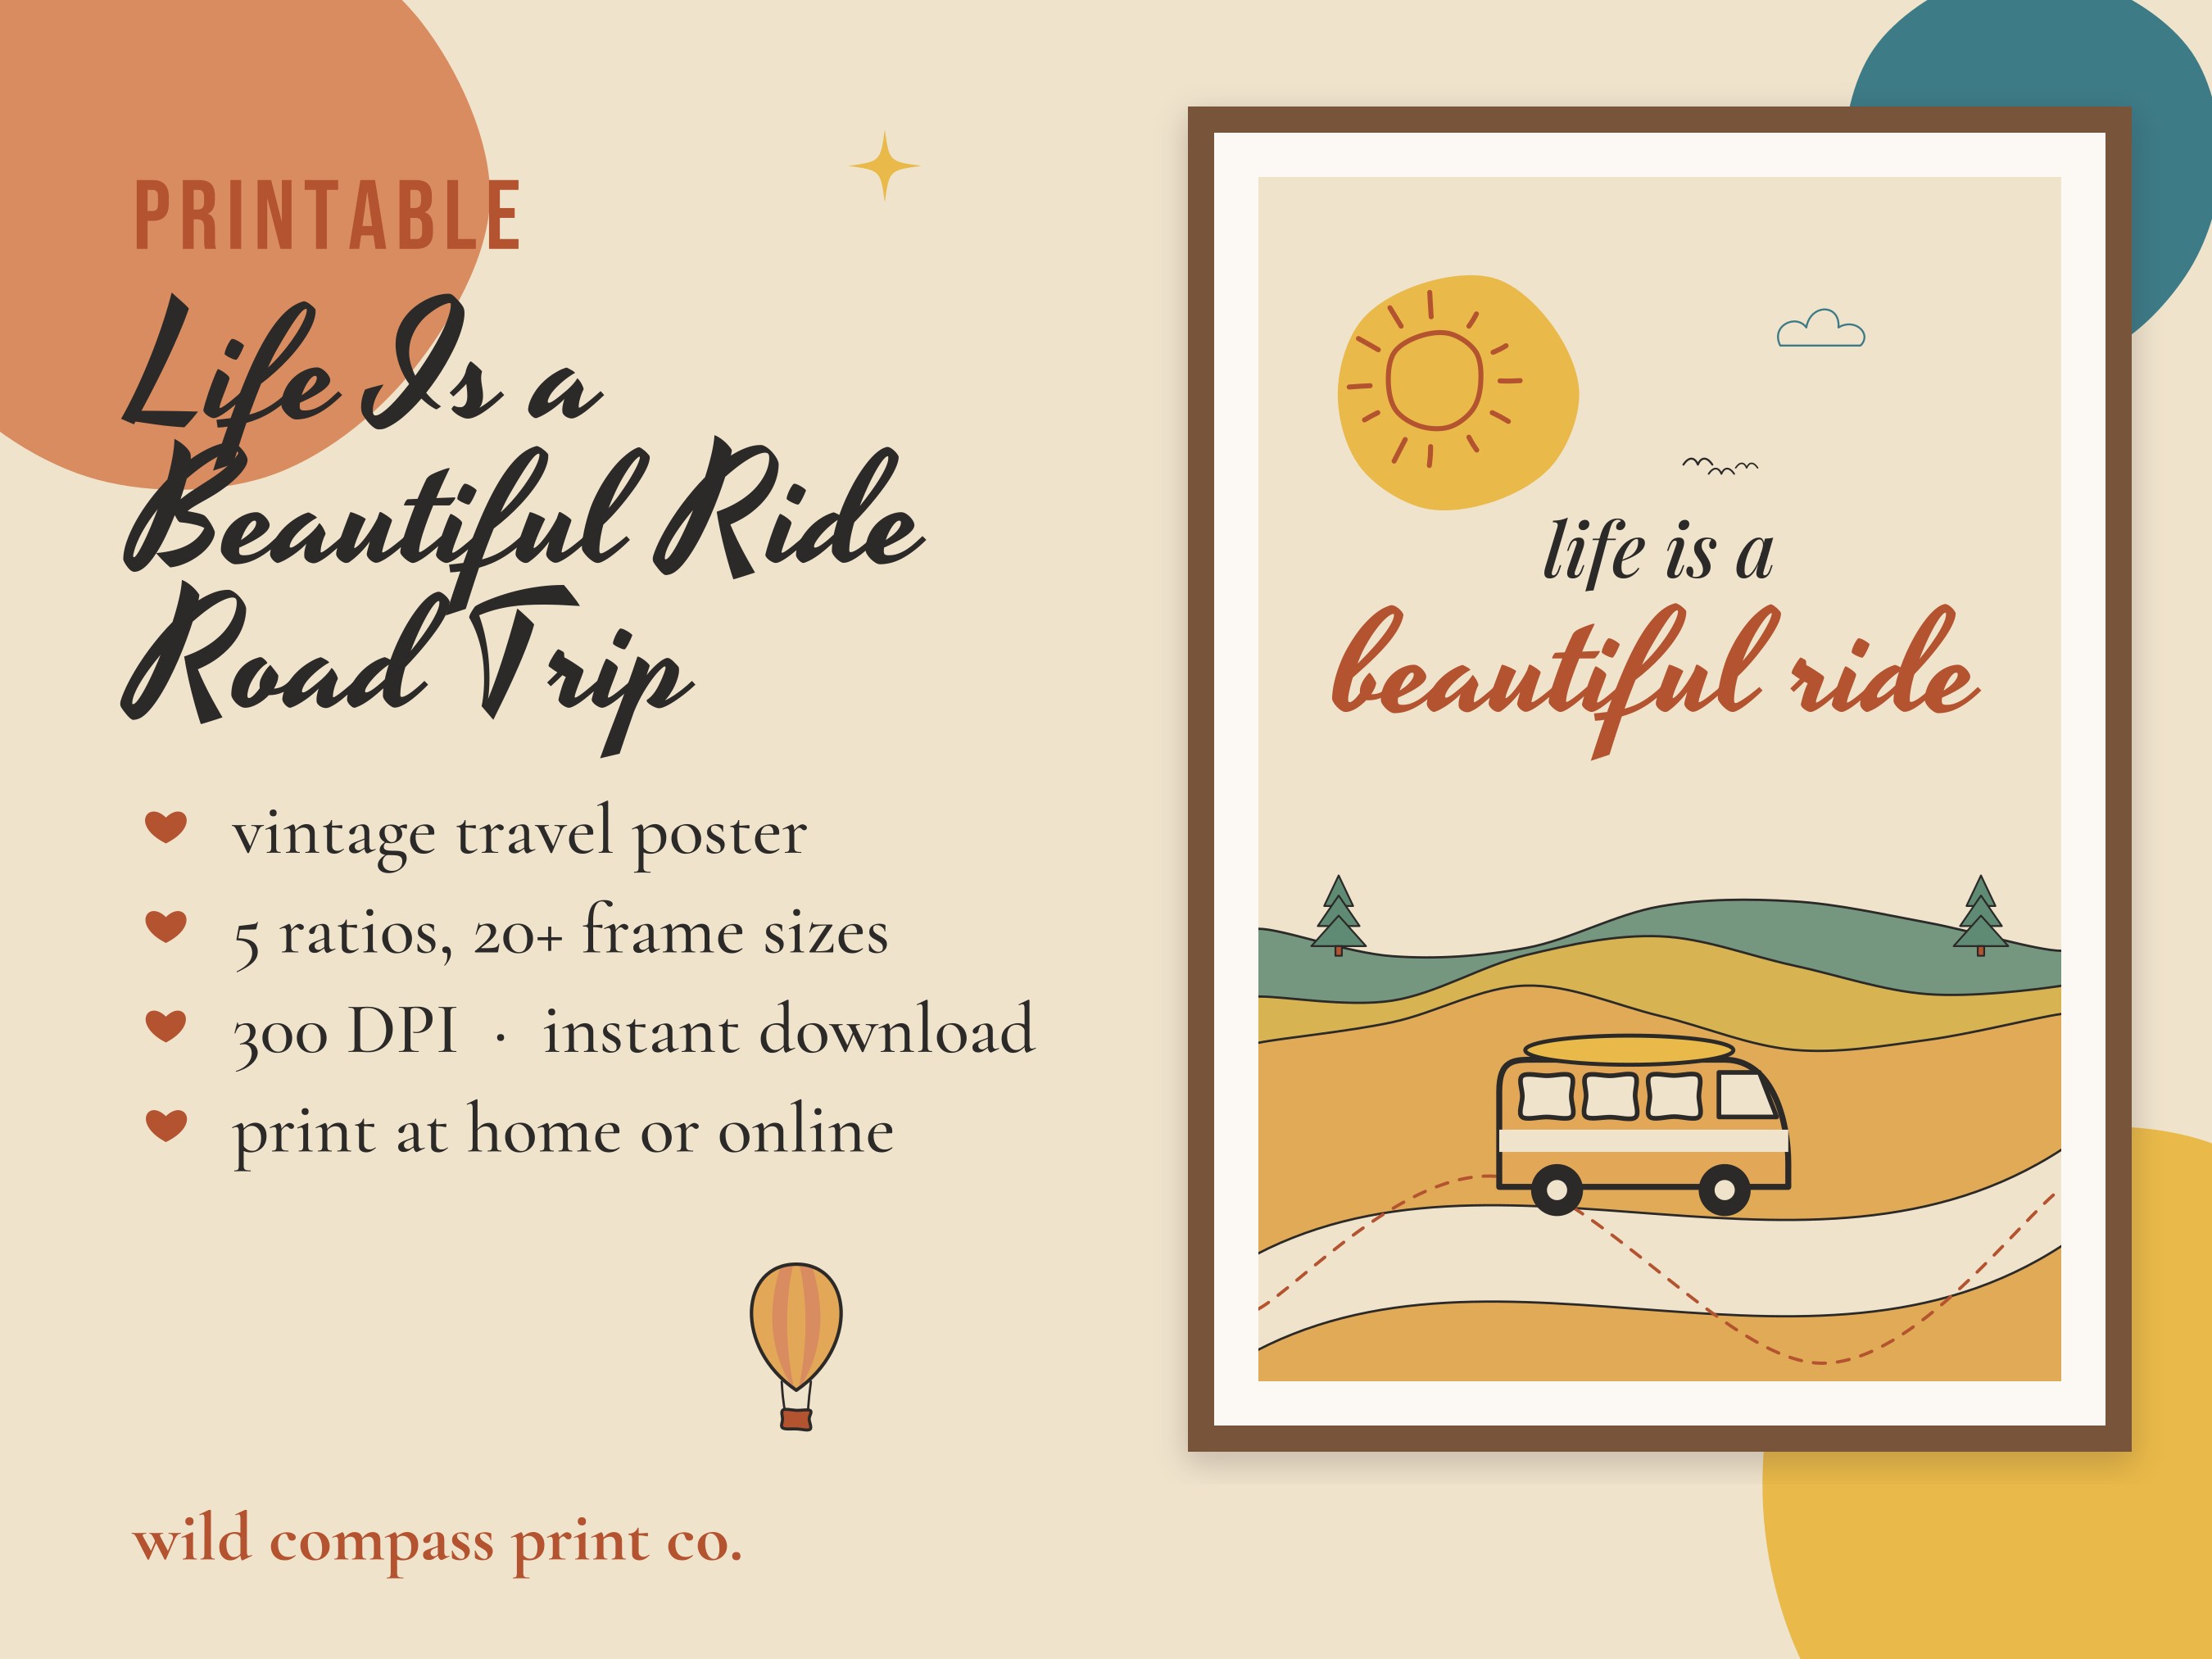 PRINTABLE
Life Is a
Beautiful Ride
Road Trip
vintage travel poster
5 ratios, 20+ frame sizes
300 DPI · instant download
print at home or online
wild compass print co.
life is a
beautiful ride